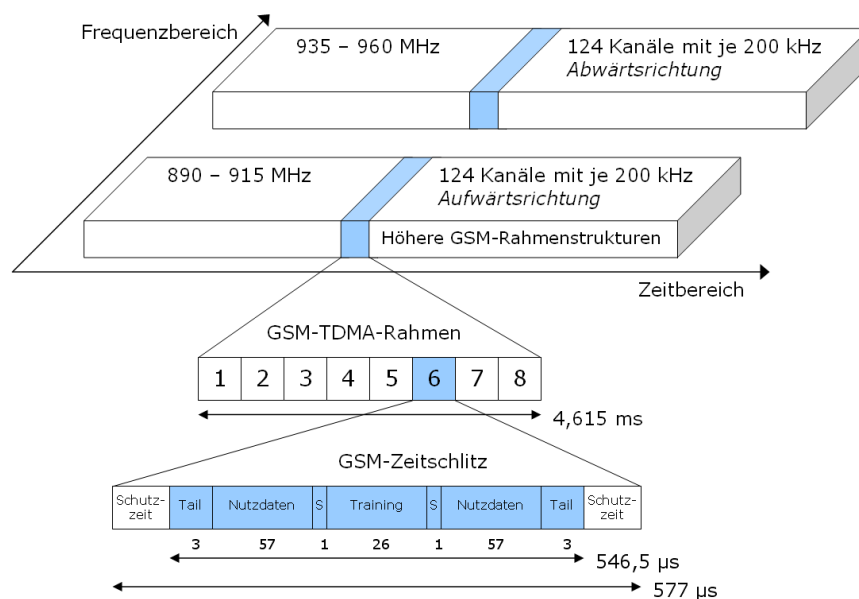 Frequenzbereich
935 – 960 MHz
124 Kanäle mit je 200 kHz
Abwärtsrichtung
890 – 915 MHz
124 Kanäle mit je 200 kHz
Aufwärtsrichtung
Höhere GSM-Rahmenstrukturen
Zeitbereich
GSM-TDMA-Rahmen
1 2 3 4 5 6 7 8
4,615 ms
GSM-Zeitschlitz
Schutz-
zeit
Tail
Nutzdaten
S
Training
S
Nutzdaten
Tail
Schutz-
zeit
3 57 1 26 1 57 3
546,5 µs
577 µs